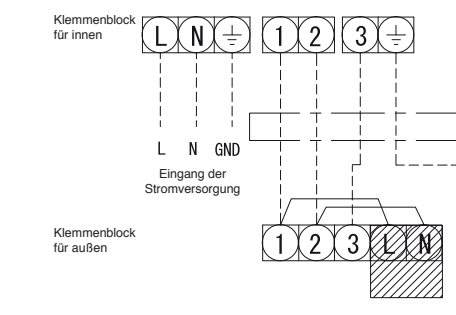 Klemmenblock
für innen
L N 1 2 3
L N GND
Eingang der
Stromversorgung
Klemmenblock
für außen
1 2 3 L N